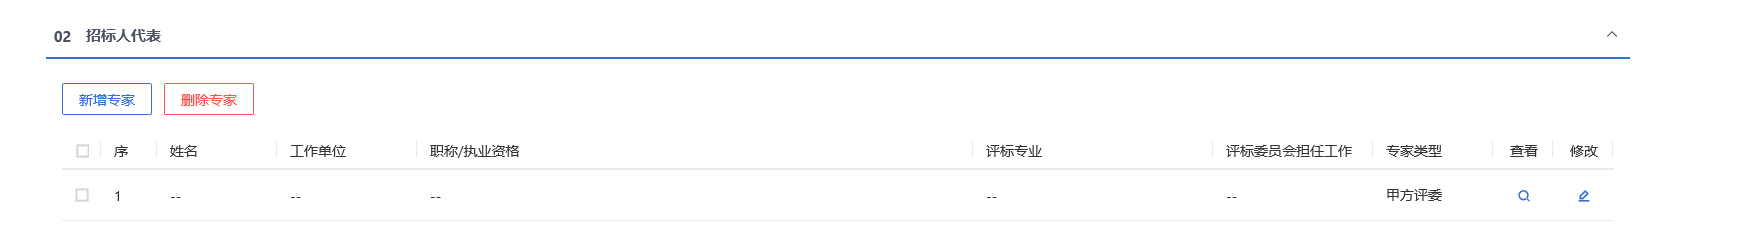 02 招标人代表
新增专家 删除专家
序 姓名 工作单位 职称/执业资格 评标专业 评标委员会担任工作 专家类型 查看 修改
1 -- -- -- -- -- 甲方评委